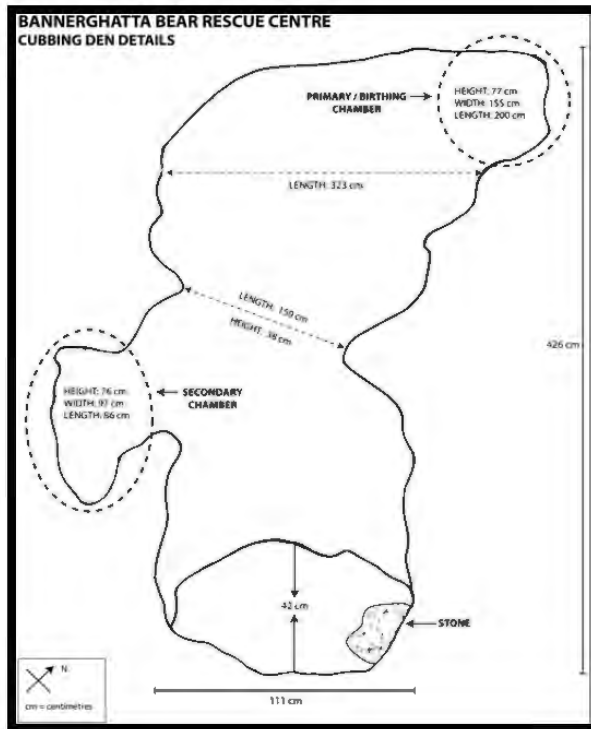 BANNERGHATTA BEAR RESCUE CENTRE
CUBBING DEN DETAILS
PRIMARY / BIRTHING
CHAMBER
HEIGHT: 77 cm
WIDTH: 155 cm
LENGTH: 200 cm
LENGTH: 323 cm
LENGTH: 150 cm
HEIGHT: 38 cm
426 cm
HEIGHT: 76 cm
WIDTH: 97 cm
LENGTH: 86 cm
SECONDARY
CHAMBER
42 cm
STONE
N
cm = centimetres
111 cm